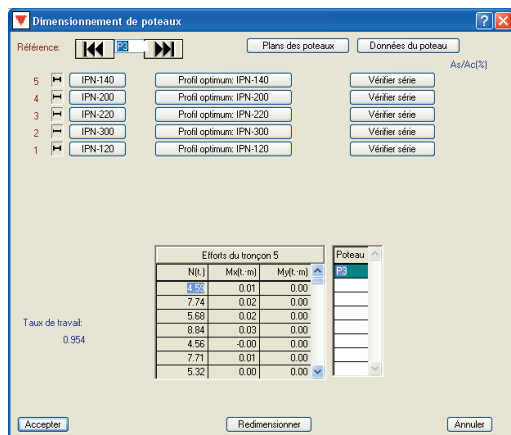 Dimensionnement de poteaux
Référence: P3 Plans des poteaux Données du poteau
As/Ac(%)
5 IPN-140 Profil optimum: IPN-140 Vérifier série
4 IPN-200 Profil optimum: IPN-200 Vérifier série
3 IPN-220 Profil optimum: IPN-220 Vérifier série
2 IPN-300 Profil optimum: IPN-300 Vérifier série
1 IPN-120 Profil optimum: IPN-120 Vérifier série
Efforts du tronçon 5 Poteau
N(t.) Mx(t.·m) My(t.·m) P3
4.59 0.01 0.00
7.74 0.02 0.00
5.68 0.02 0.00
8.84 0.03 0.00
4.56 -0.00 0.00
7.71 0.01 0.00
5.32 0.00 0.00
Taux de travail:
0.954
Accepter Redimensionner Annuler